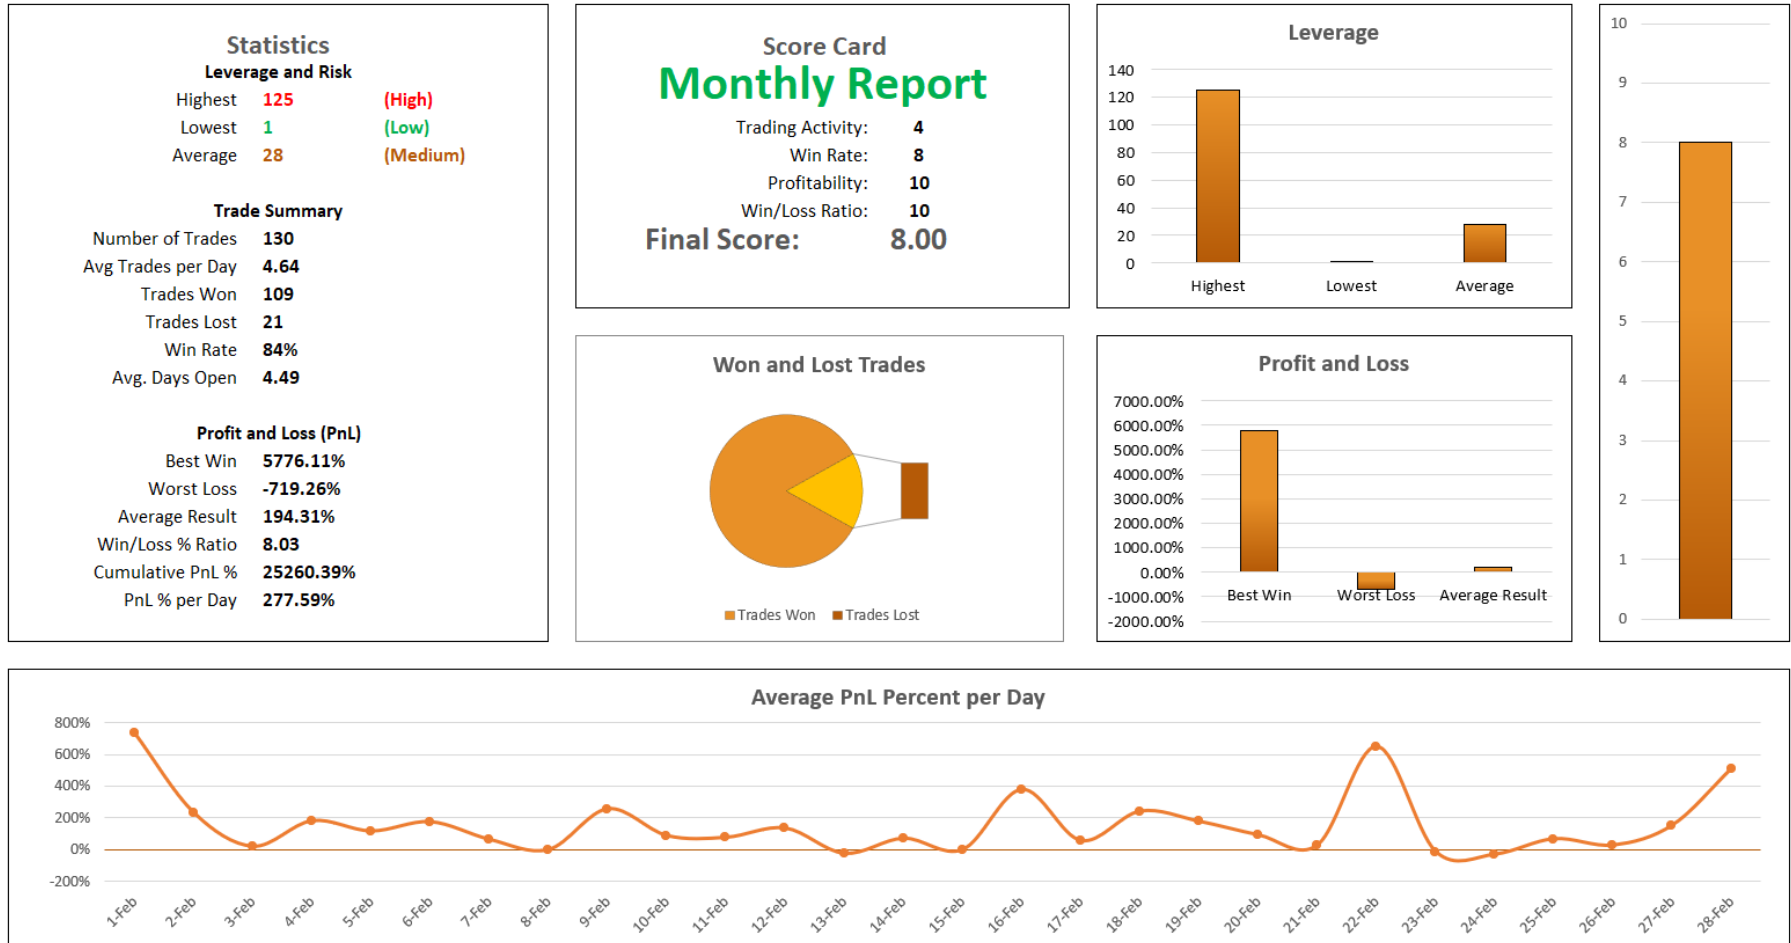 Statistics
Leverage and Risk
Highest 125 (High)
Lowest 1 (Low)
Average 28 (Medium)
Trade Summary
Number of Trades 130
Avg Trades per Day 4.64
Trades Won 109
Trades Lost 21
Win Rate 84%
Avg. Days Open 4.49
Profit and Loss (PnL)
Best Win 5776.11%
Worst Loss -719.26%
Average Result 194.31%
Win/Loss % Ratio 8.03
Cumulative PnL % 25260.39%
PnL % per Day 277.59%
Score Card
Monthly Report
Trading Activity: 4
Win Rate: 8
Profitability: 10
Win/Loss Ratio: 10
Final Score: 8.00
Leverage
140
120
100
80
60
40
20
0
Highest Lowest Average
10
9
8
7
6
5
4
3
2
1
0
Won and Lost Trades
Trades Won Trades Lost
Profit and Loss
7000.00%
6000.00%
5000.00%
4000.00%
3000.00%
2000.00%
1000.00%
0.00%
-1000.00%
-2000.00%
Best Win Worst Loss Average Result
Average PnL Percent per Day
800%
600%
400%
200%
0%
-200%
1-Feb 2-Feb 3-Feb 4-Feb 5-Feb 6-Feb 7-Feb 8-Feb 9-Feb 10-Feb 11-Feb 12-Feb 13-Feb 14-Feb 15-Feb 16-Feb 17-Feb 18-Feb 19-Feb 20-Feb 21-Feb 22-Feb 23-Feb 24-Feb 25-Feb 26-Feb 27-Feb 28-Feb